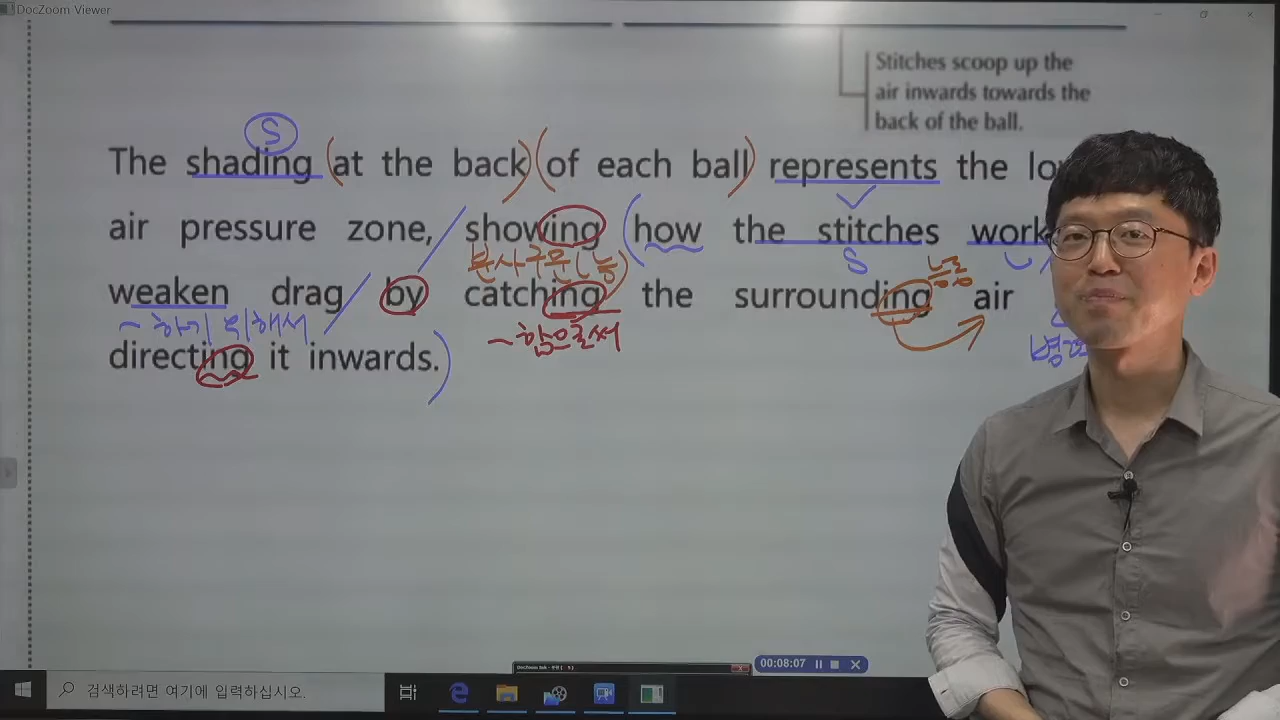 DocZoom Viewer
Stitches scoop up the
air inwards towards the
back of the ball.
S
The shading (at the back) (of each ball) represents the lo
air pressure zone, / showing (how the stitches work
분사구문(능) S 능동
weaken drag / by catching the surrounding air
~하기 위해서 ~함으로써
directing it inwards.)
00:08:07
검색하려면 여기에 입력하십시오.